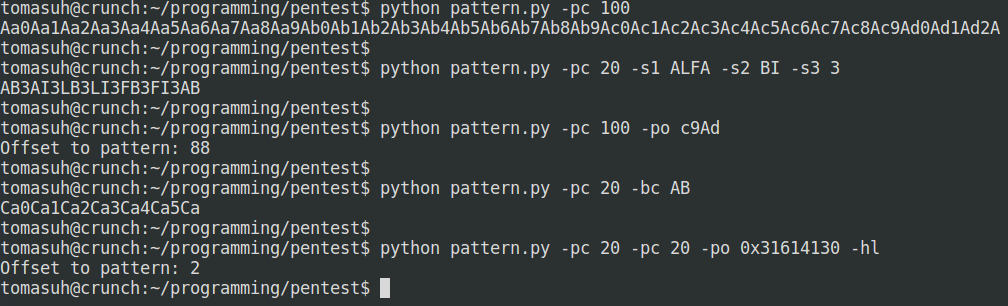 tomasuh@crunch:~/programming/pentest$ python pattern.py -pc 100
Aa0Aa1Aa2Aa3Aa4Aa5Aa6Aa7Aa8Aa9Ab0Ab1Ab2Ab3Ab4Ab5Ab6Ab7Ab8Ab9Ac0Ac1Ac2Ac3Ac4Ac5Ac6Ac7Ac8Ac9Ad0Ad1Ad2A
tomasuh@crunch:~/programming/pentest$
tomasuh@crunch:~/programming/pentest$ python pattern.py -pc 20 -s1 ALFA -s2 BI -s3 3
AB3AI3LB3LI3FB3FI3AB
tomasuh@crunch:~/programming/pentest$
tomasuh@crunch:~/programming/pentest$ python pattern.py -pc 100 -po c9Ad
Offset to pattern: 88
tomasuh@crunch:~/programming/pentest$
tomasuh@crunch:~/programming/pentest$ python pattern.py -pc 20 -bc AB
Ca0Ca1Ca2Ca3Ca4Ca5Ca
tomasuh@crunch:~/programming/pentest$
tomasuh@crunch:~/programming/pentest$ python pattern.py -pc 20 -pc 20 -po 0x31614130 -hl
Offset to pattern: 2
tomasuh@crunch:~/programming/pentest$